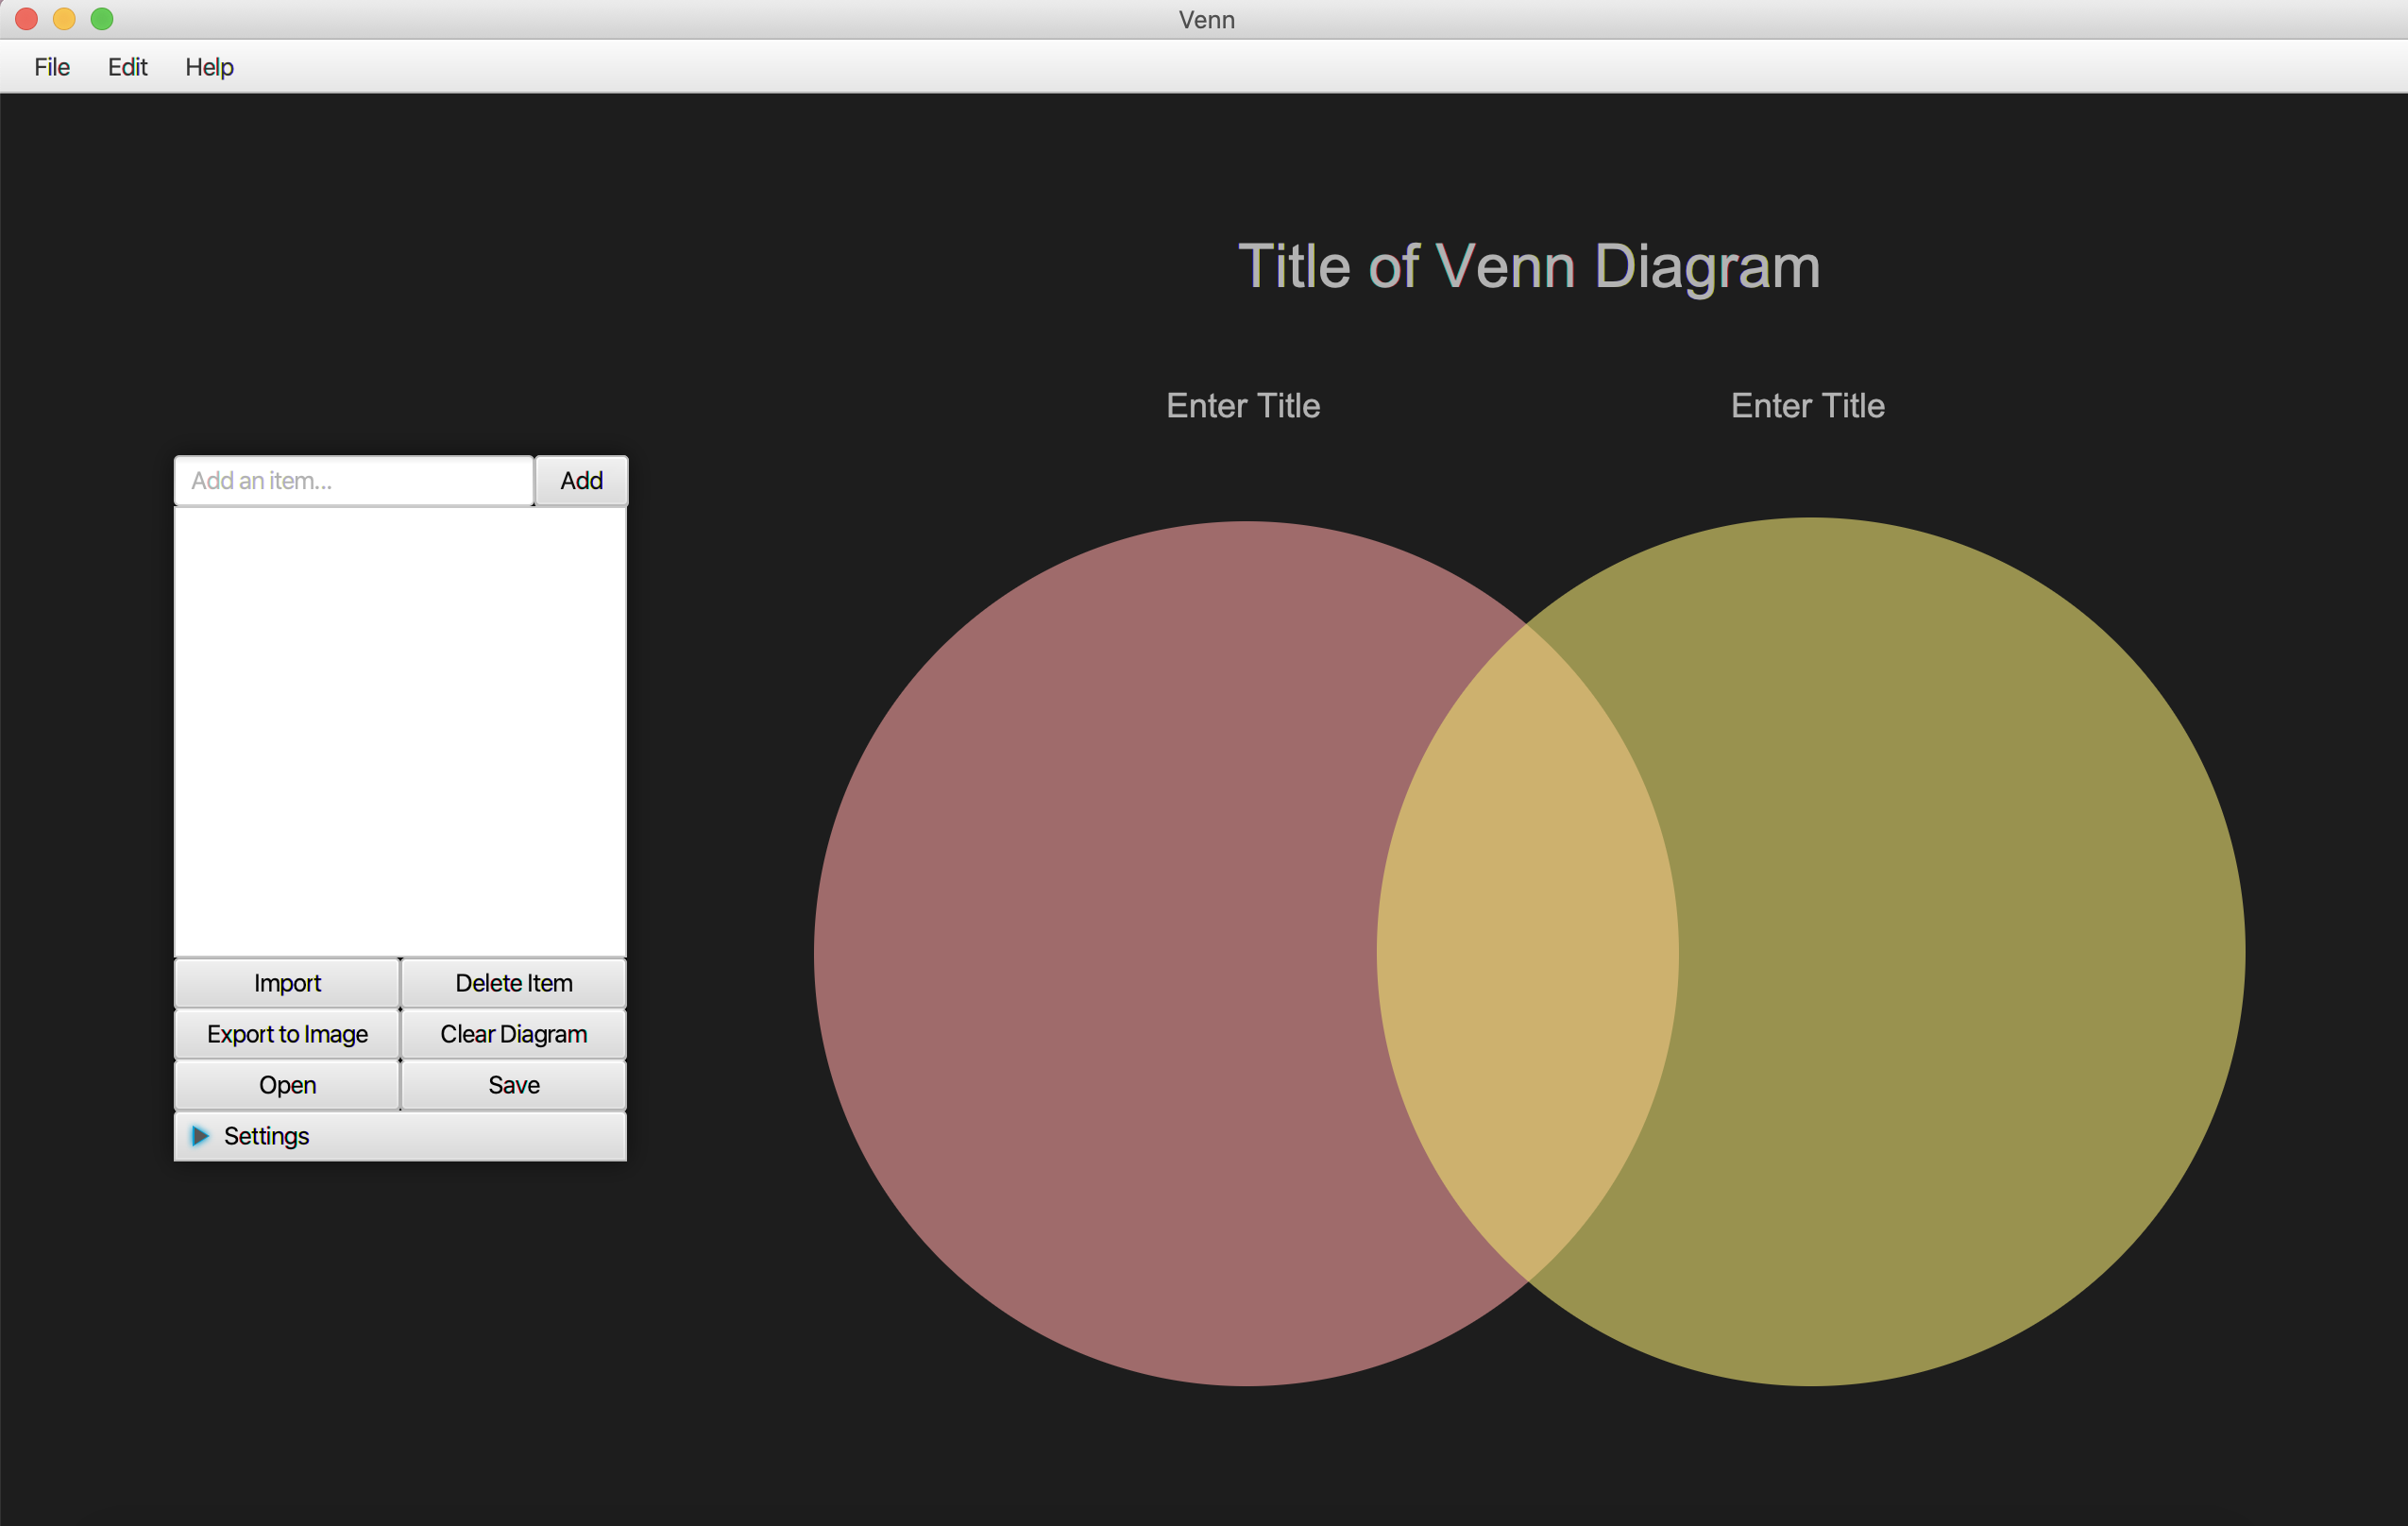 Venn
File Edit Help
Title of Venn Diagram
Enter Title Enter Title
Add an item... Add
Import Delete Item
Export to Image Clear Diagram
Open Save
Settings